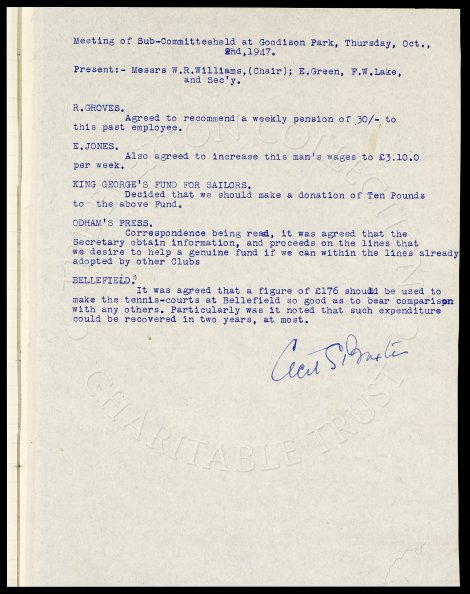 Meeting of Sub-Committeesheld at Goodison Park, Thursday, Oct.,
2nd,1947.
Present:- Messrs W.R.Williams,(Chair); E.Green, F.W.Lake,
and Sec'y.
R.GROVES.
Agreed to recommend a weekly pension of 30/- to
this past employee.
E.JONES.
Also agreed to increase this man's wages to £3.10.0
per week.
KING GEORGE'S FUND FOR SAILORS.
Decided that we should make a donation of Ten Pounds
to the above Fund.
ODHAM'S PRESS.
Correspondence being read, it was agreed that the
Secretary obtain information, and proceeds on the lines that
we desire to help a genuine fund if we can within the lines already
adopted by other Clubs
BELLEFIELD.
It was agreed that a figure of £176 should be used to
make the tennis-courts at Bellefield so good as to bear comparison
with any others. Particularly was it noted that such expenditure
could be recovered in two years, at most.
Cecil S. Baxter
CHARITABLE TRUST